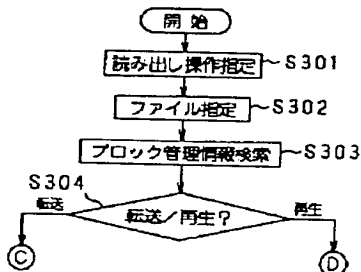 開始
読み出し操作指定 S301
ファイル指定 S302
ブロック管理情報検索 S303
S304
転送 転送/再生? 再生
C D